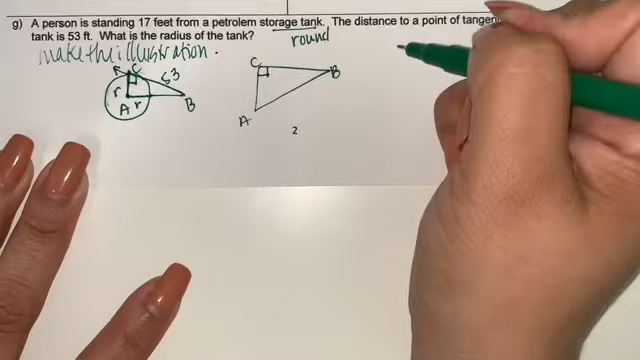 g) A person is standing 17 feet from a petrolem storage tank. The distance to a point of
tank is 53 ft. What is the radius of the tank?
round
make the illustration.
C 53
r
A r B
C B
A
2